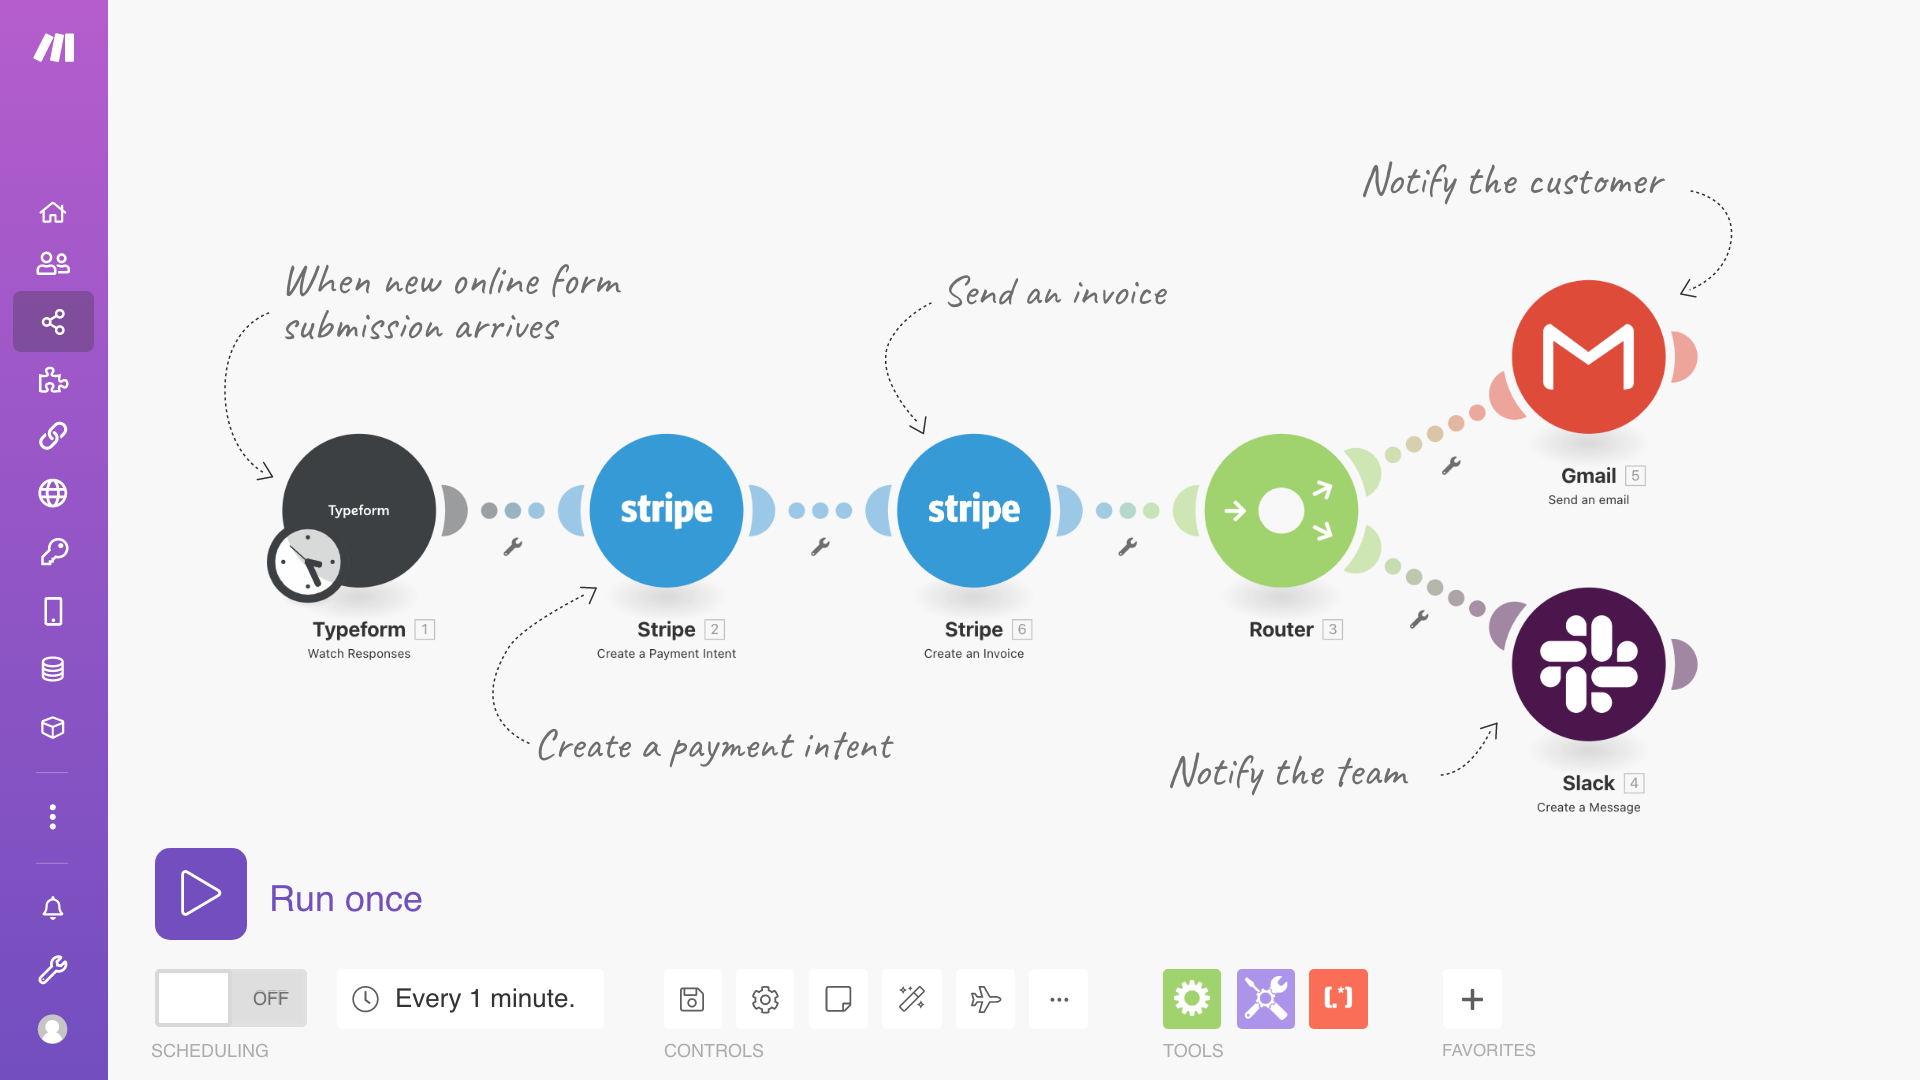 Notify the customer
When new online form
submission arrives
Send an invoice
Typeform
stripe
stripe
Gmail 5
Send an email
Typeform 1
Watch Responses
Stripe 2
Create a Payment Intent
Stripe 6
Create an Invoice
Router 3
Create a payment intent
Notify the team
Slack 4
Create a Message
Run once
OFF
Every 1 minute.
[.*]
SCHEDULING
CONTROLS
TOOLS
FAVORITES